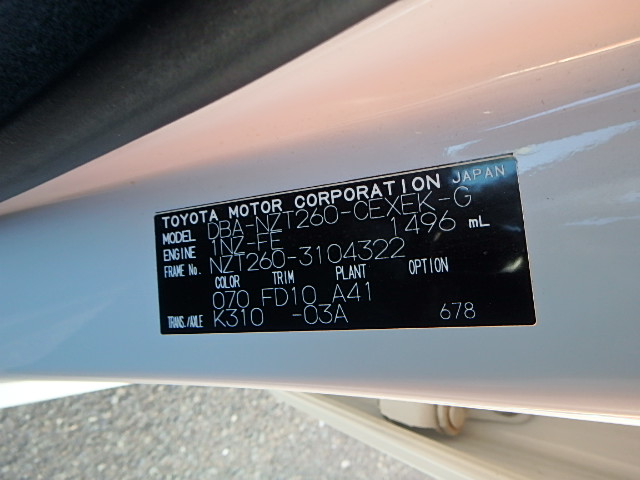 TOYOTA MOTOR CORPORATION JAPAN
MODEL DBA-NZT260-CEXEK-G
ENGINE 1NZ-FE 1496 mL
FRAME No. NZT260-3104322
COLOR TRIM PLANT OPTION
070 FD10 A41
TRANS./AXLE K310 -03A 678